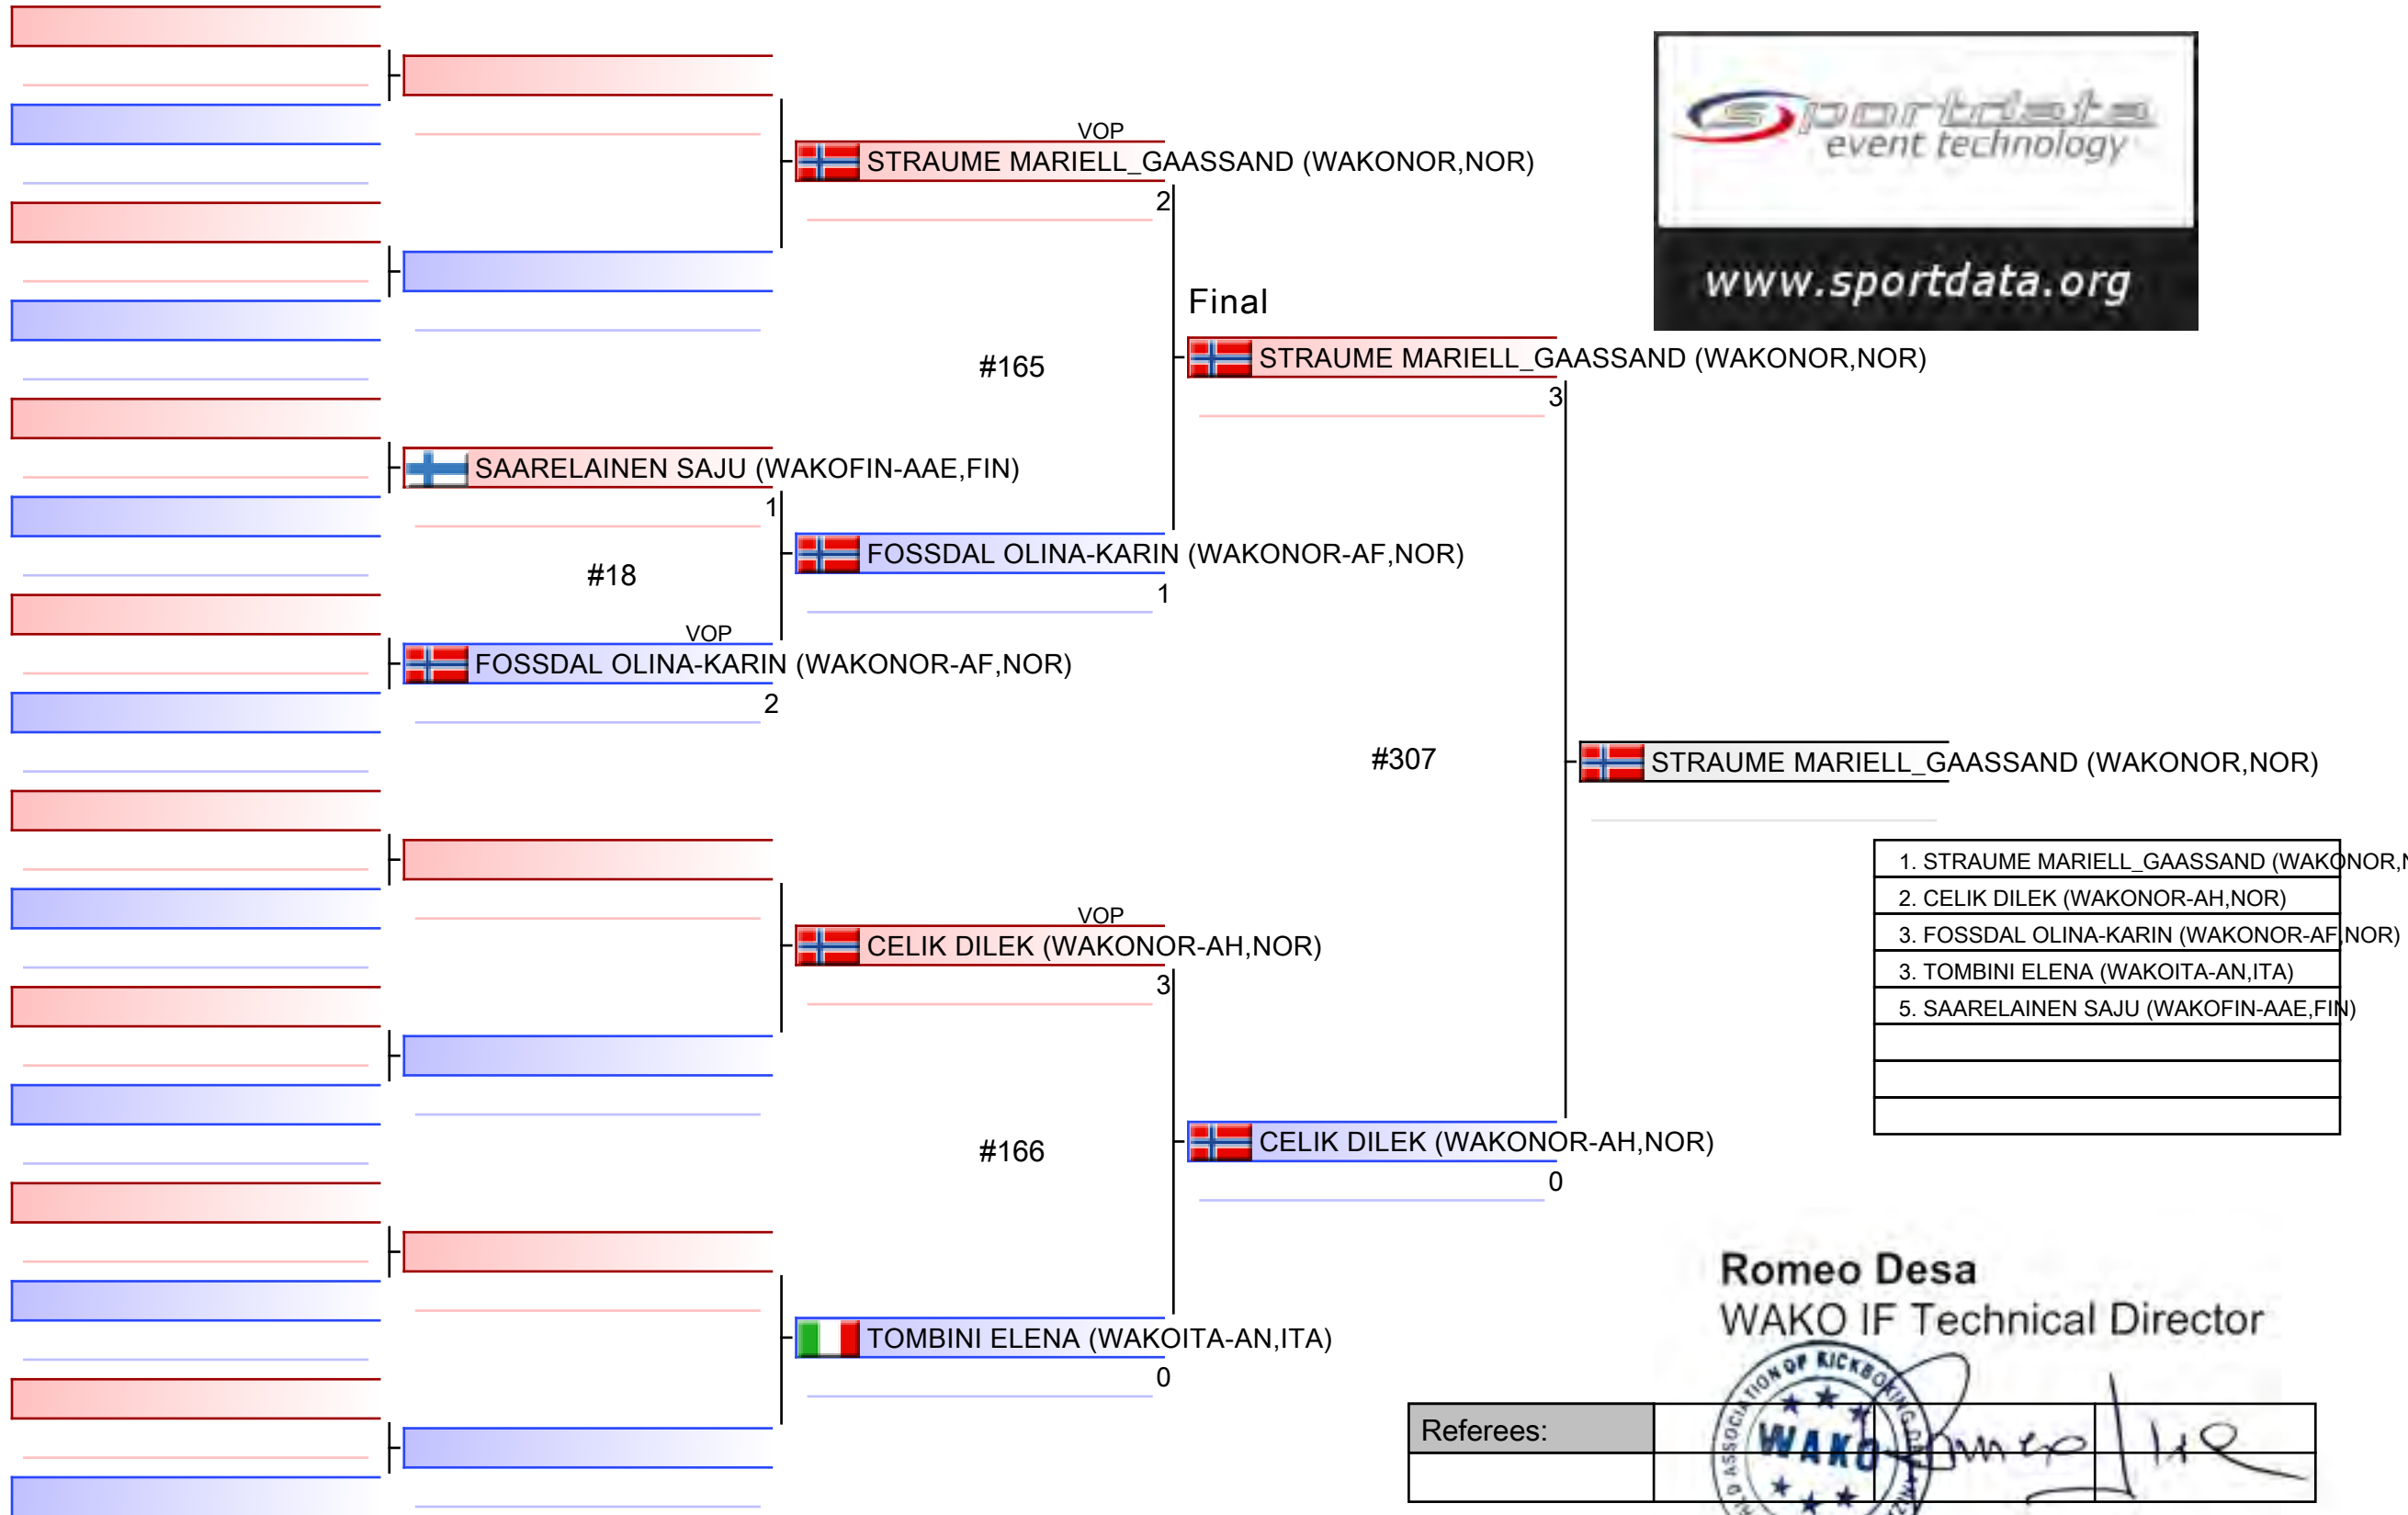 sportdata
event technology
www.sportdata.org
VOP
STRAUME MARIELL_GAASSAND (WAKONOR,NOR)
2
Final
#165
STRAUME MARIELL_GAASSAND (WAKONOR,NOR)
3
SAARELAINEN SAJU (WAKOFIN-AAE,FIN)
1
FOSSDAL OLINA-KARIN (WAKONOR-AF,NOR)
1
#18
VOP
FOSSDAL OLINA-KARIN (WAKONOR-AF,NOR)
2
#307
STRAUME MARIELL_GAASSAND (WAKONOR,NOR)
1. STRAUME MARIELL_GAASSAND (WAKONOR,N
2. CELIK DILEK (WAKONOR-AH,NOR)
3. FOSSDAL OLINA-KARIN (WAKONOR-AF,NOR)
3. TOMBINI ELENA (WAKOITA-AN,ITA)
5. SAARELAINEN SAJU (WAKOFIN-AAE,FIN)
VOP
CELIK DILEK (WAKONOR-AH,NOR)
3
#166
CELIK DILEK (WAKONOR-AH,NOR)
0
TOMBINI ELENA (WAKOITA-AN,ITA)
0
Romeo Desa
WAKO IF Technical Director
Referees:
ASSOCIATION OF KICKBOXING
WAKO